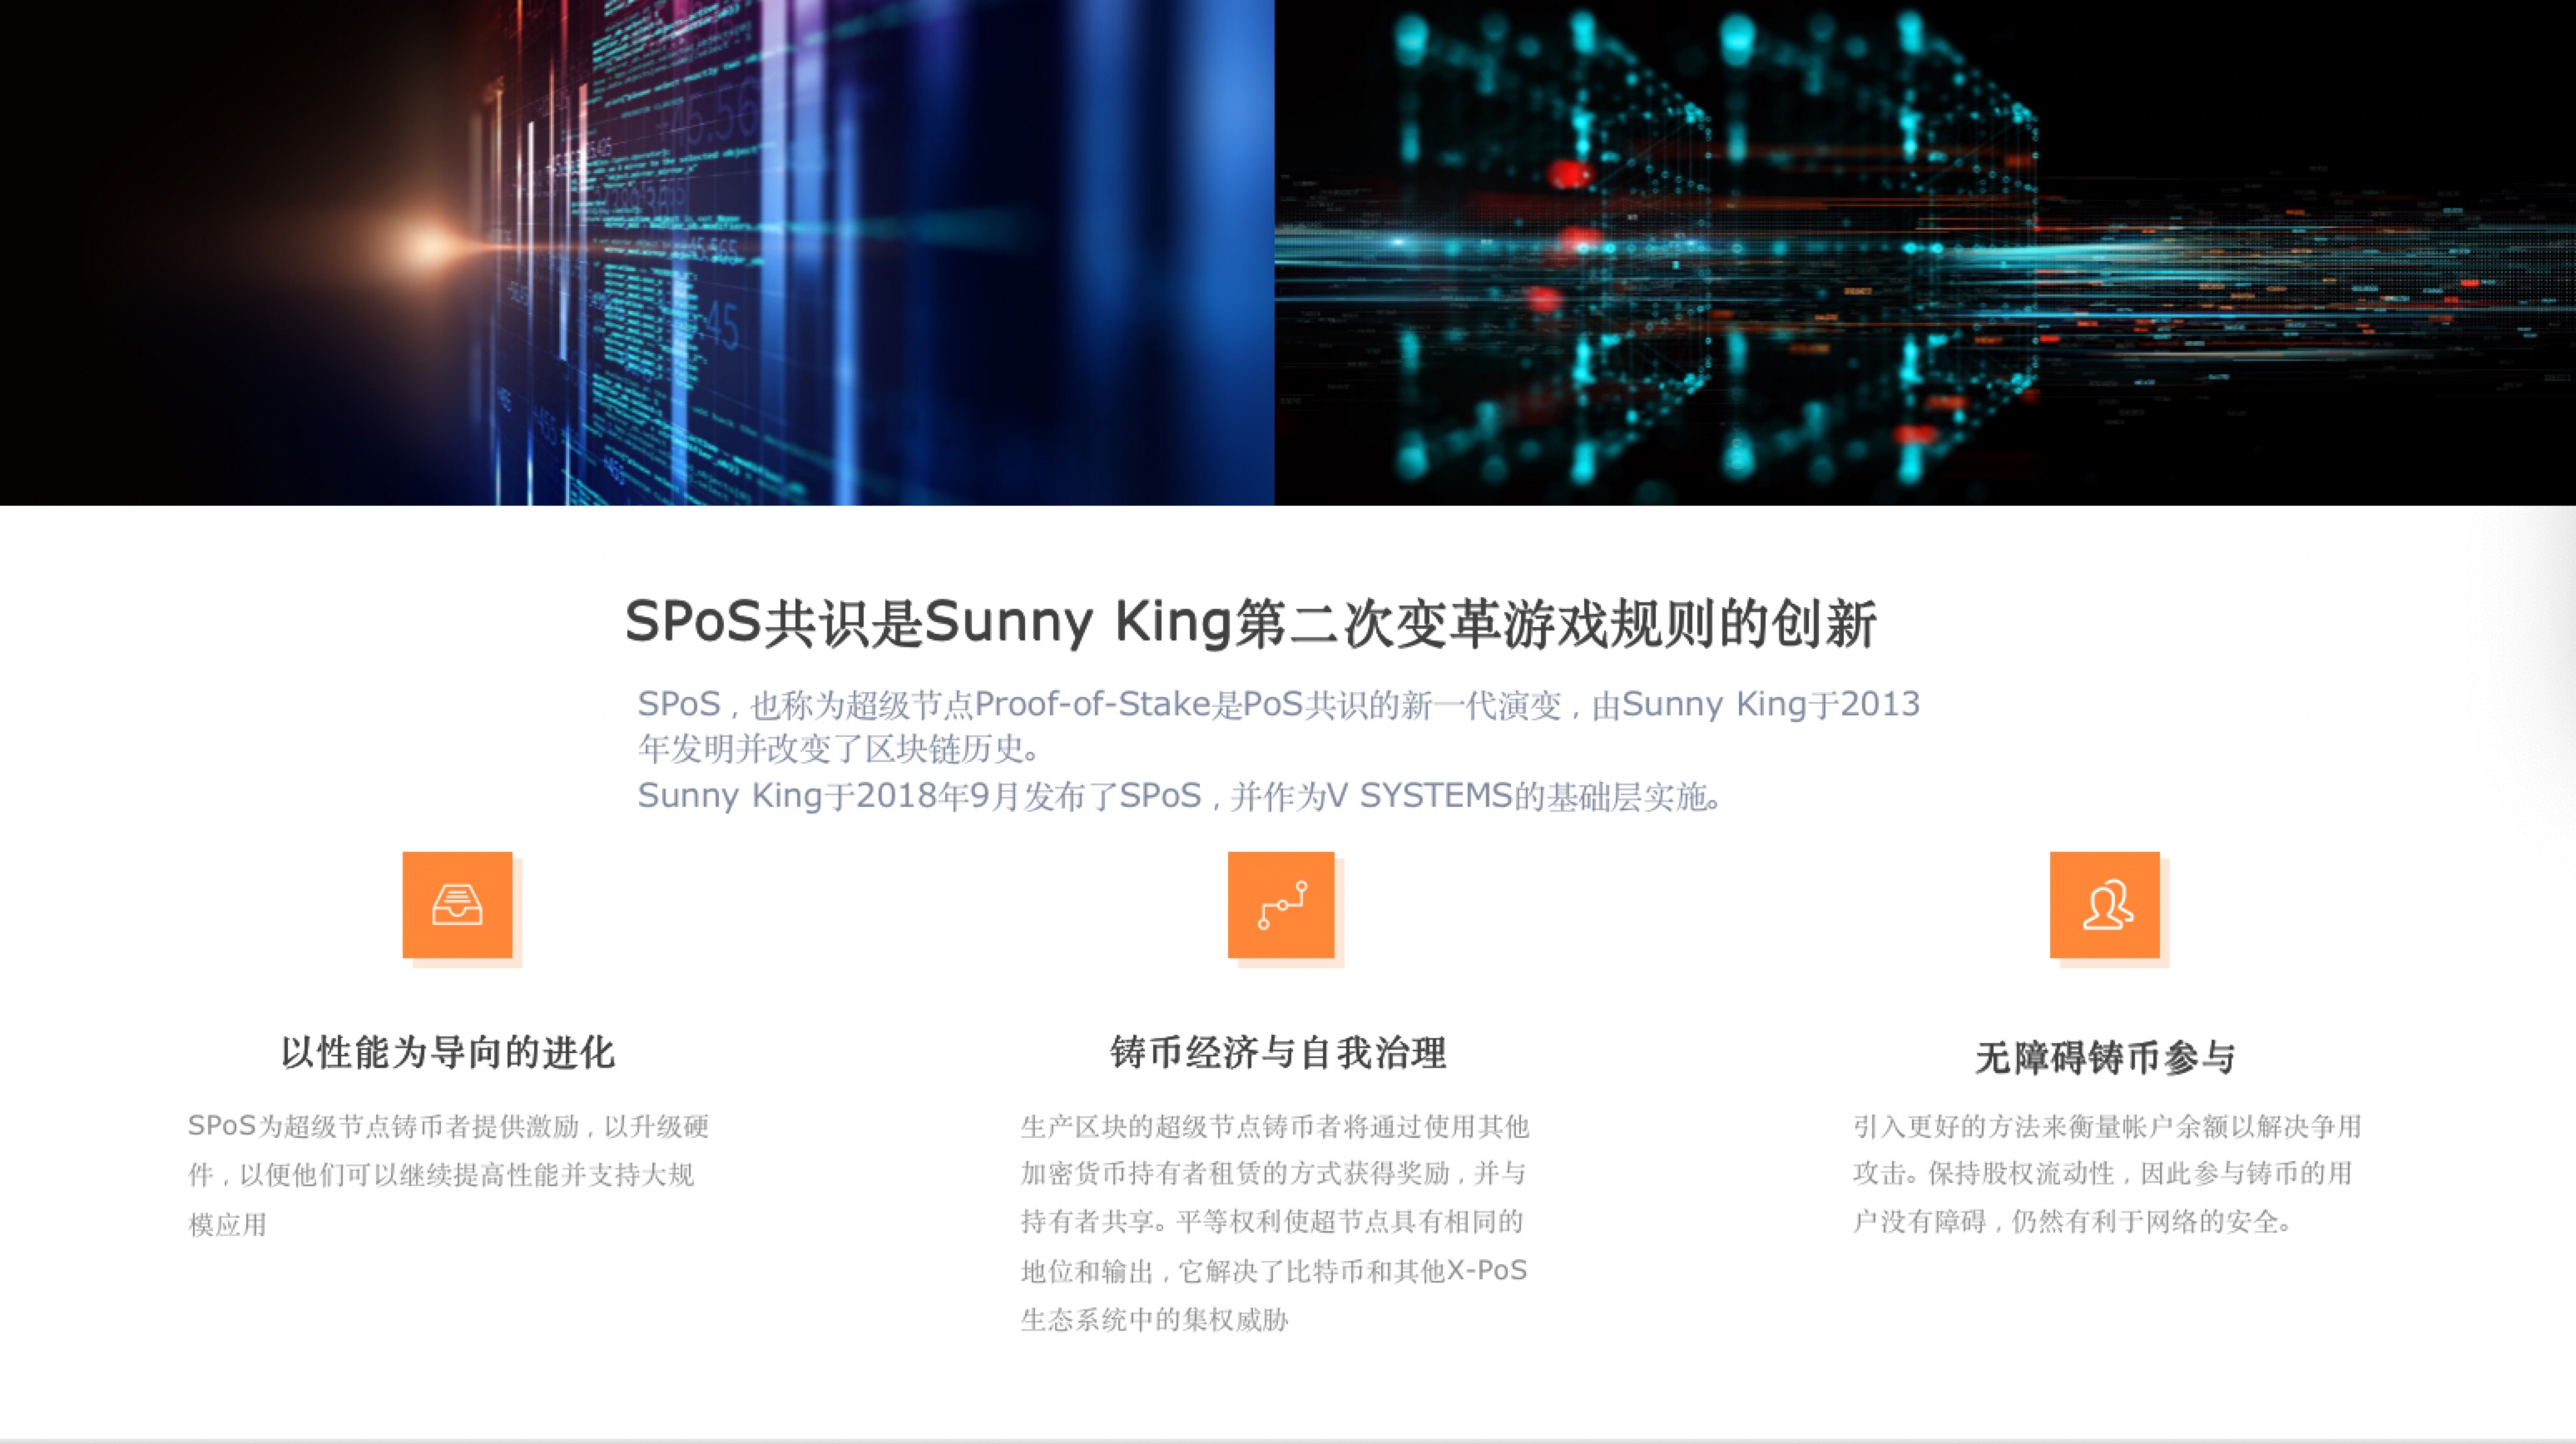 SPoS共识是Sunny King第二次变革游戏规则的创新
SPoS，也称为超级节点Proof-of-Stake是PoS共识的新一代演变，由Sunny King于2013
年发明并改变了区块链历史。
Sunny King于2018年9月发布了SPoS，并作为V SYSTEMS的基础层实施。
以性能为导向的进化
SPoS为超级节点铸币者提供激励，以升级硬
件，以便他们可以继续提高性能并支持大规
模应用
铸币经济与自我治理
生产区块的超级节点铸币者将通过使用其他
加密货币持有者租赁的方式获得奖励，并与
持有者共享。平等权利使超节点具有相同的
地位和输出，它解决了比特币和其他X-PoS
生态系统中的集权威胁
无障碍铸币参与
引入更好的方法来衡量帐户余额以解决争用
攻击。保持股权流动性，因此参与铸币的用
户没有障碍，仍然有利于网络的安全。